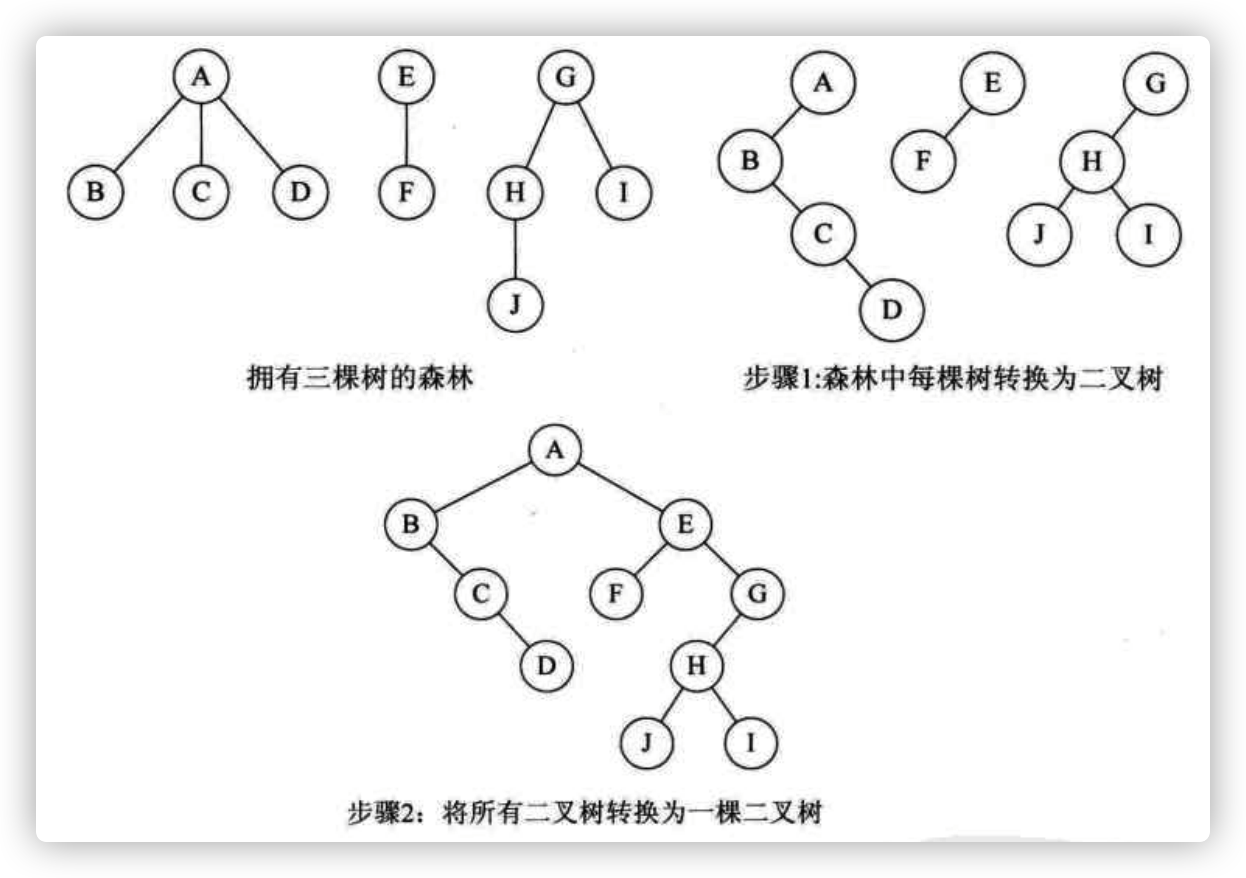 A E G
B C D F H I
J
拥有三棵树的森林
A E G
B F H
C J I
D
步骤1:森林中每棵树转换为二叉树
A
B E
C F G
D H
J I
步骤2：将所有二叉树转换为一棵二叉树